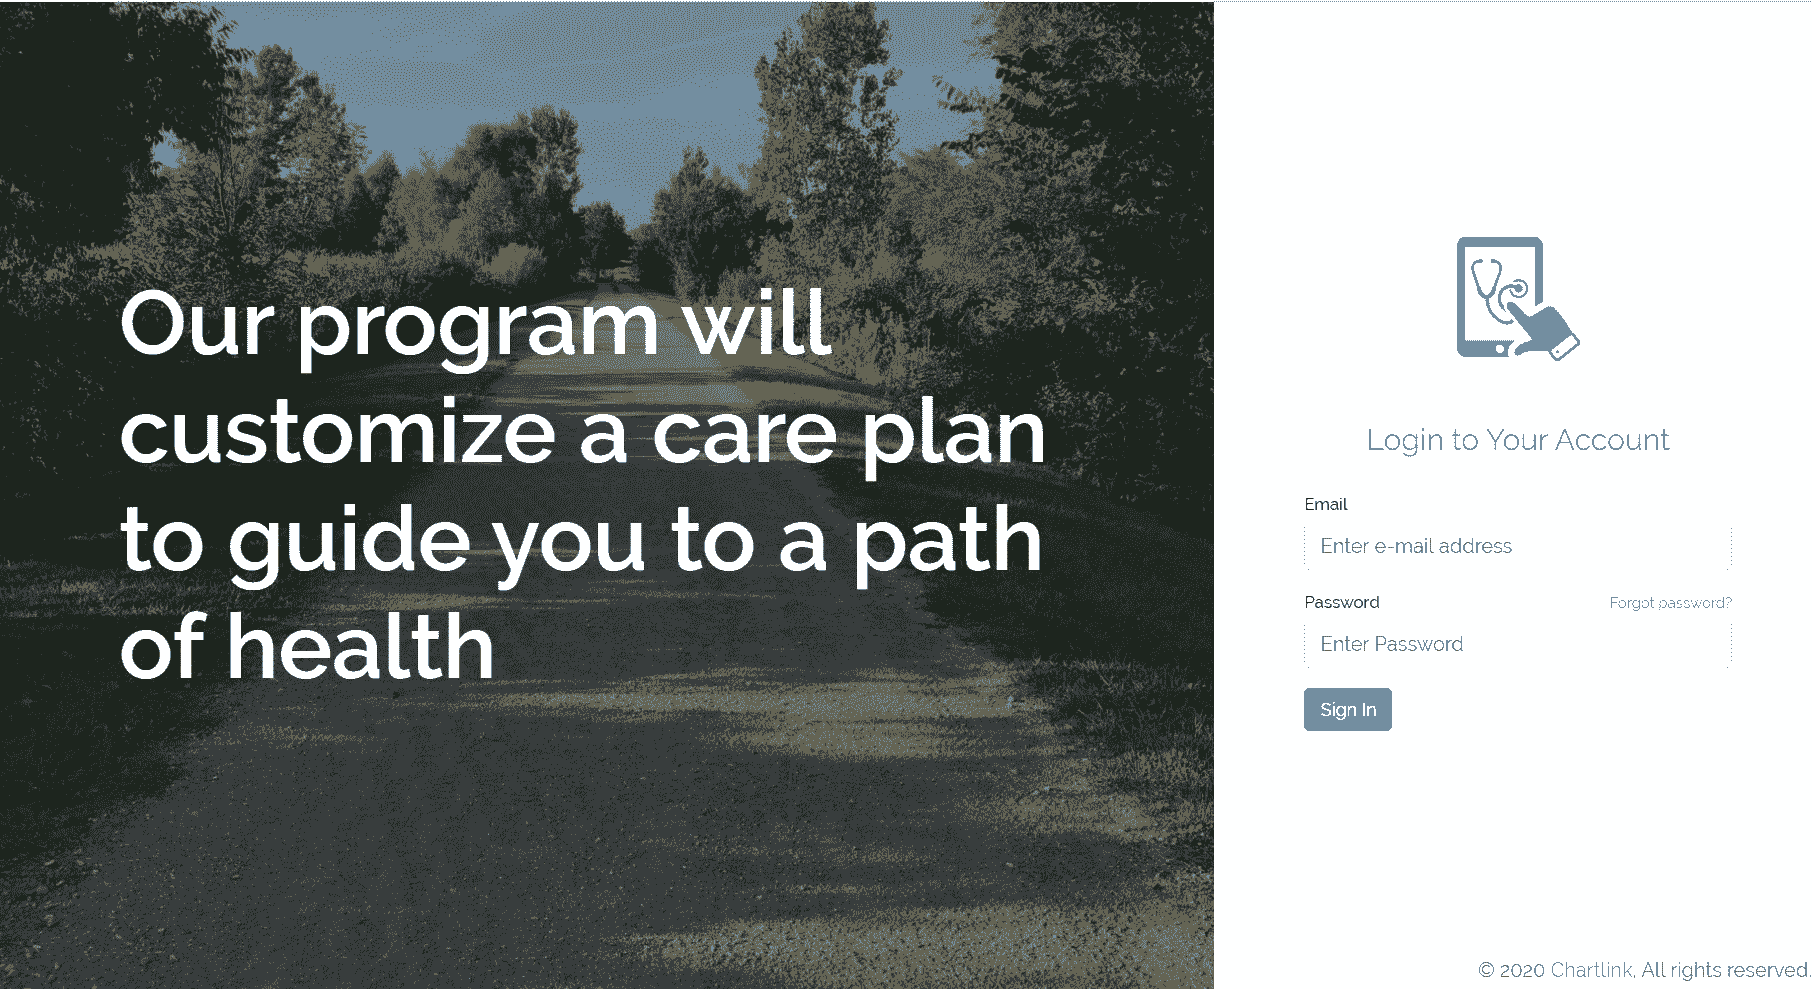 Our program will
customize a care plan
to guide you to a path
of health
Login to Your Account
Email
Enter e-mail address
Password
Forgot password?
Enter Password
Sign In
© 2020 Chartlink, All rights reserved.